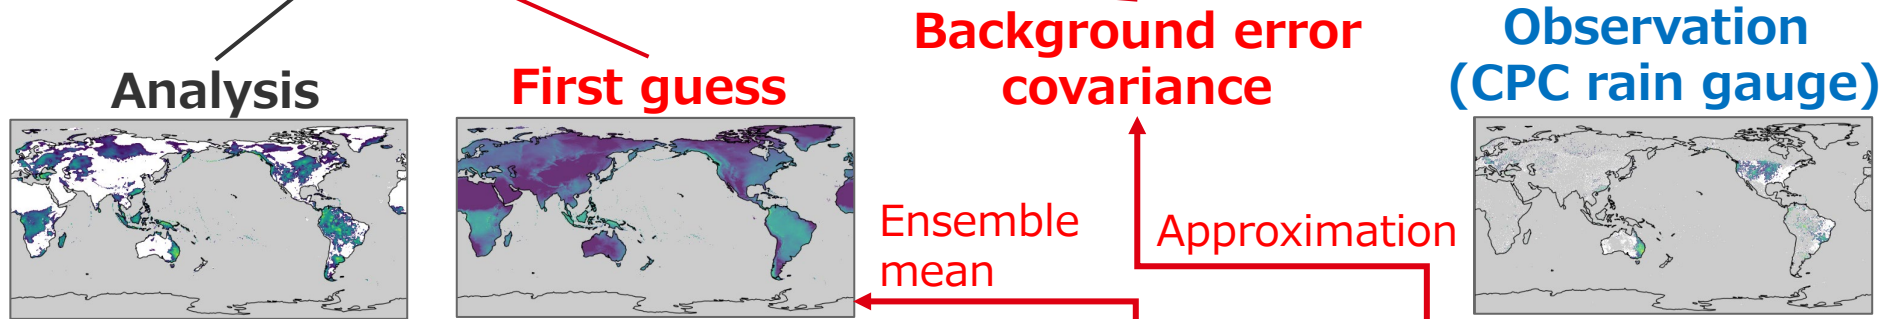 Analysis
First guess
Background error
covariance
Observation
(CPC rain gauge)
Ensemble
mean
Approximation